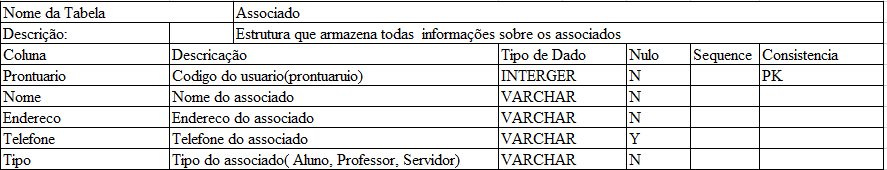 Nome da Tabela Associado
Descrição: Estrutura que armazena todas informações sobre os associados
Coluna Descricação Tipo de Dado Nulo Sequence Consistencia
Prontuario Codigo do usuario(prontuaruio) INTERGER N PK
Nome Nome do associado VARCHAR N
Endereco Endereco do associado VARCHAR N
Telefone Telefone do associado VARCHAR Y
Tipo Tipo do associado( Aluno, Professor, Servidor) VARCHAR N